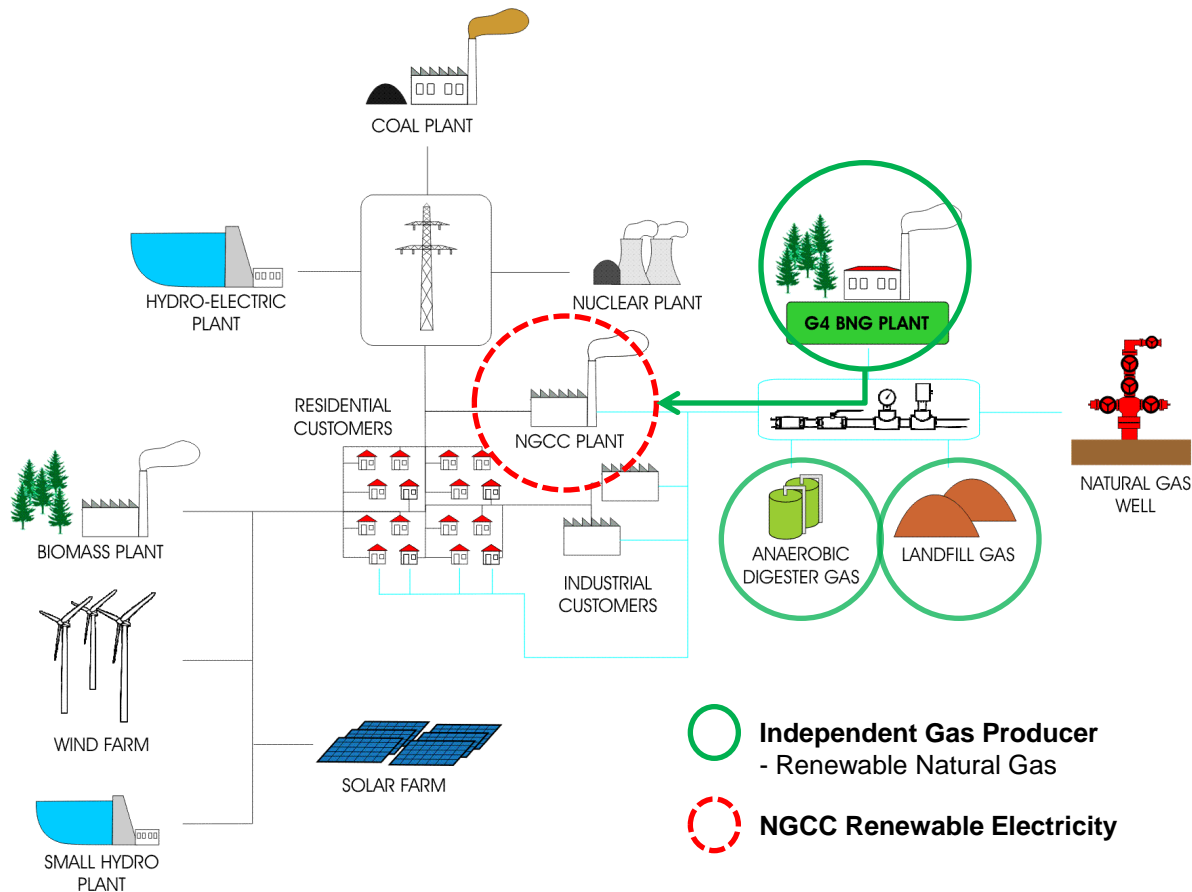 COAL PLANT
HYDRO-ELECTRIC
PLANT
NUCLEAR PLANT
G4 BNG PLANT
RESIDENTIAL
CUSTOMERS
NGCC PLANT
NATURAL GAS
WELL
BIOMASS PLANT
ANAEROBIC
DIGESTER GAS
LANDFILL GAS
INDUSTRIAL
CUSTOMERS
WIND FARM
SOLAR FARM
SMALL HYDRO
PLANT
Independent Gas Producer
- Renewable Natural Gas
NGCC Renewable Electricity